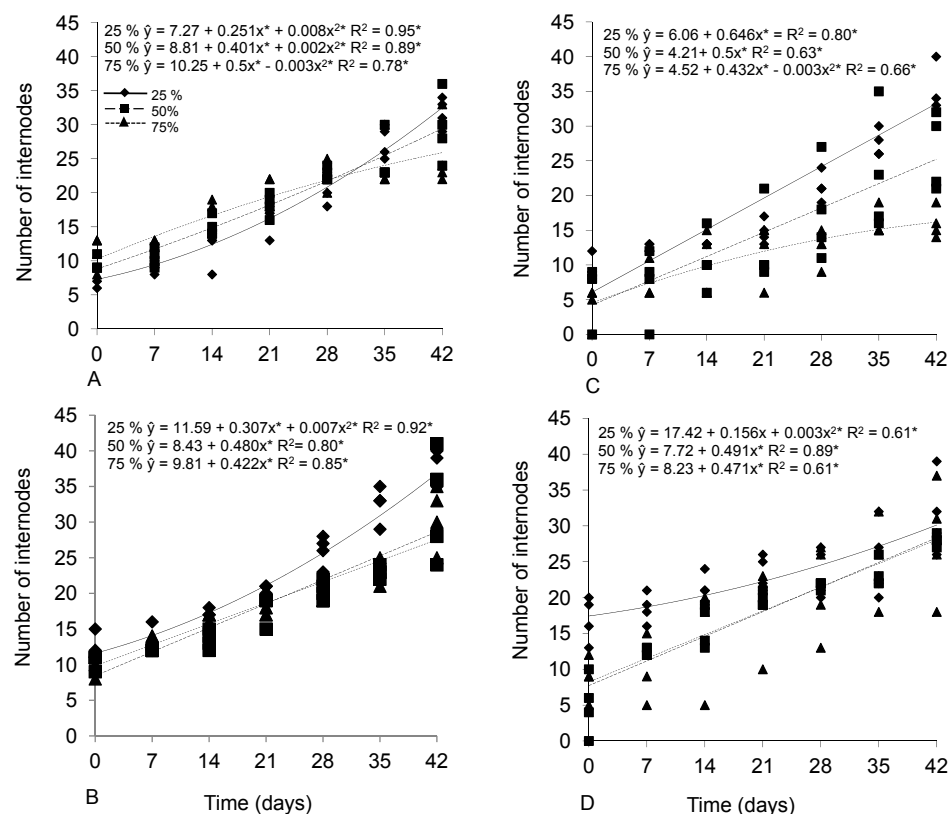 25 % ŷ = 7.27 + 0.251x* + 0.008x²* R² = 0.95*
50 % ŷ = 8.81 + 0.401x* + 0.002x²* R² = 0.89*
75 % ŷ = 10.25 + 0.5x* - 0.003x²* R² = 0.78*
25 %
50%
75%
Number of internodes
45
40
35
30
25
20
15
10
5
0
0 7 14 21 28 35 42
A
25 % ŷ = 6.06 + 0.646x* = R² = 0.80*
50 % ŷ = 4.21+ 0.5x* R² = 0.63*
75 % ŷ = 4.52 + 0.432x* - 0.003x²* R² = 0.66*
Number of internodes
45
40
35
30
25
20
15
10
5
0
0 7 14 21 28 35 42
C
25 % ŷ = 11.59 + 0.307x* + 0.007x²* R² = 0.92*
50 % ŷ = 8.43 + 0.480x* R²= 0.80*
75 % ŷ = 9.81 + 0.422x* R² = 0.85*
Number of internodes
45
40
35
30
25
20
15
10
5
0
0 7 14 21 28 35 42
B Time (days)
25 % ŷ = 17.42 + 0.156x + 0.003x²* R² = 0.61*
50 % ŷ = 7.72 + 0.491x* R² = 0.89*
75 % ŷ = 8.23 + 0.471x* R² = 0.61*
Number of internodes
45
40
35
30
25
20
15
10
5
0
0 7 14 21 28 35 42
D Time (days)